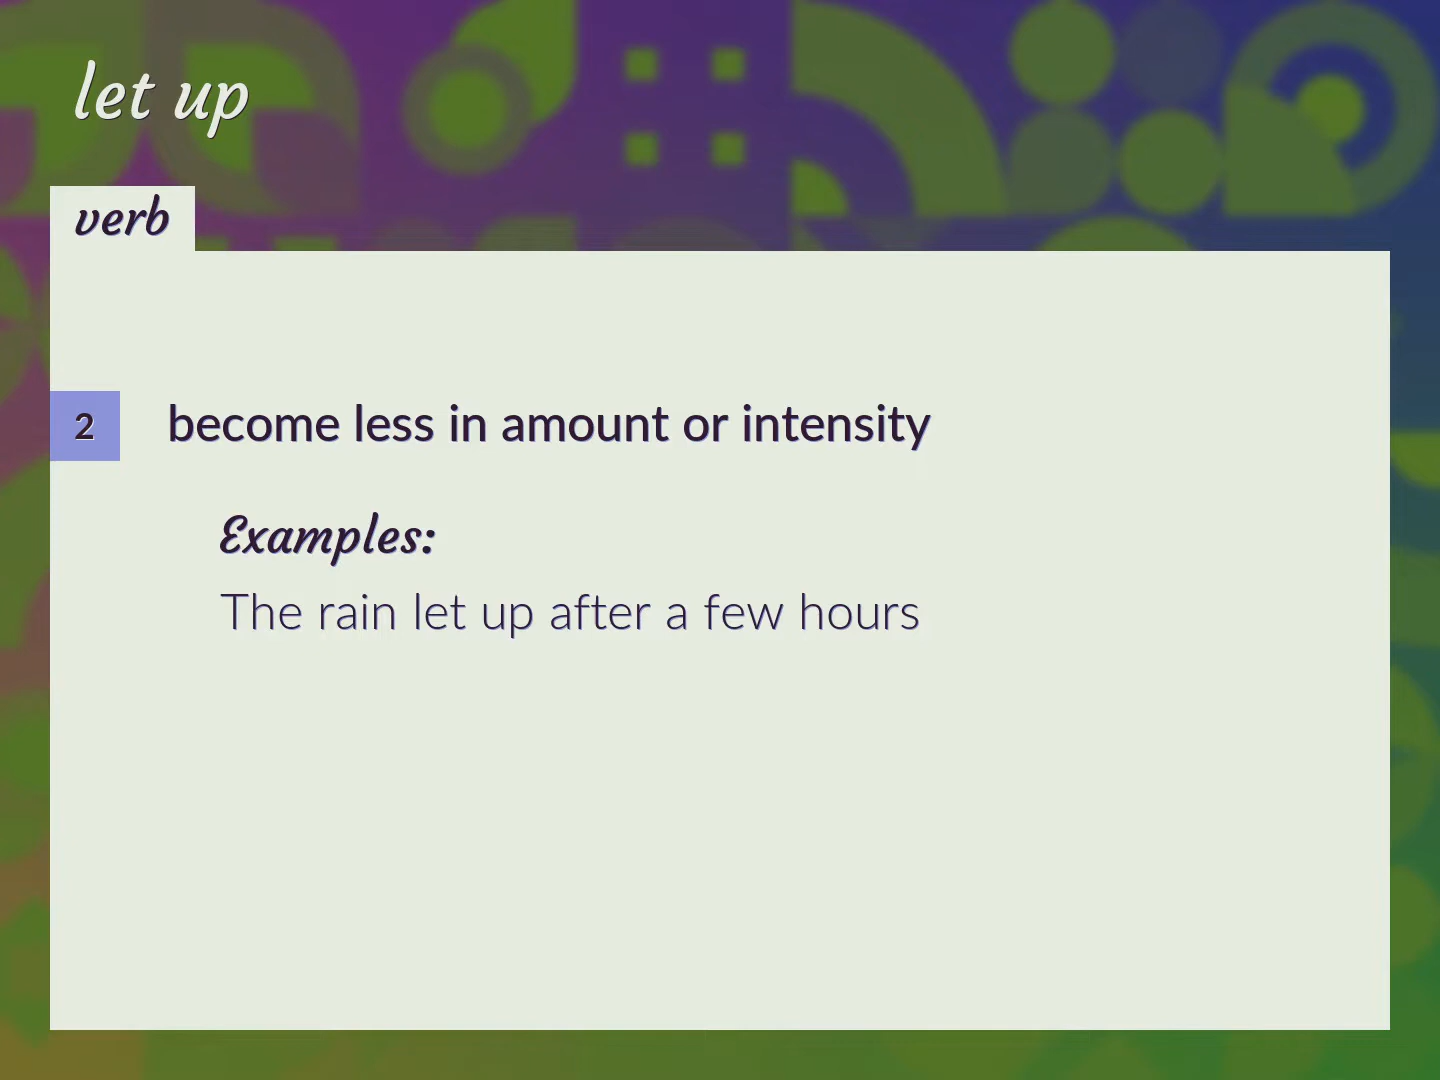 let up
verb
2 become less in amount or intensity
Examples:
The rain let up after a few hours